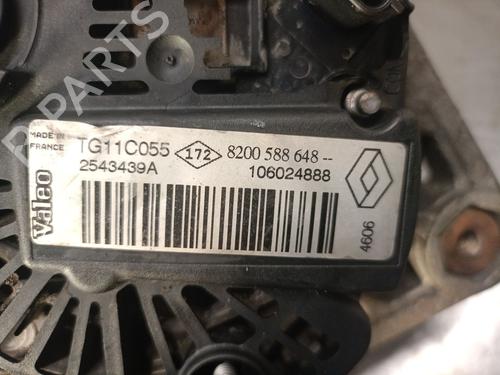 B-PARTS
MADE IN
FRANCE
TG11C055 172 8200 588 648 --
2543439A 106024888
Valeo
4606